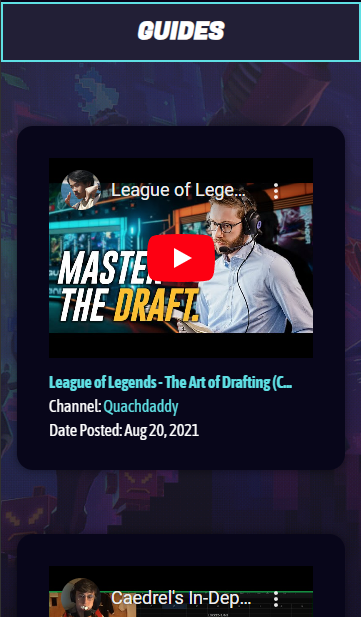 GUIDES
League of Lege...
MASTER
THE DRAFT.
League of Legends - The Art of Drafting (C...
Channel: Quachdaddy
Date Posted: Aug 20, 2021
Caedrel's In-Dep...